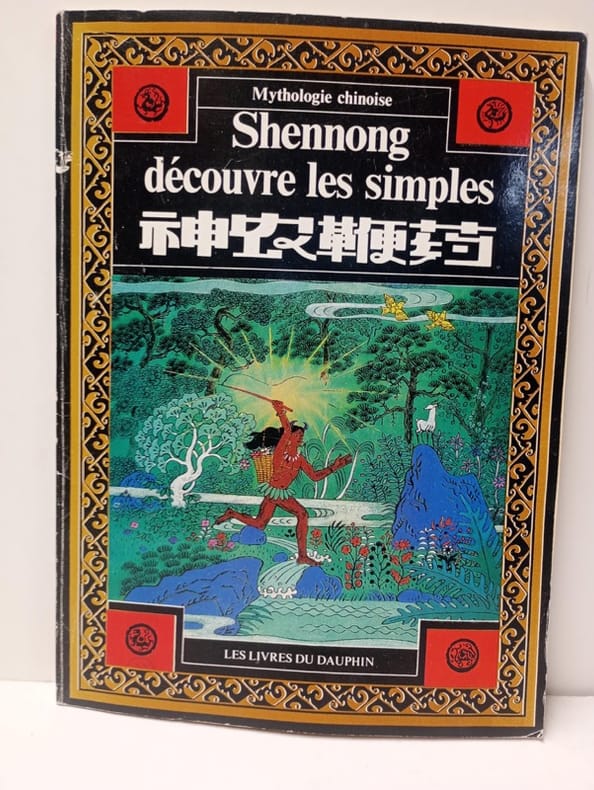 Mythologie chinoise
Shennong
découvre les simples
神农鞭药
LES LIVRES DU DAUPHIN